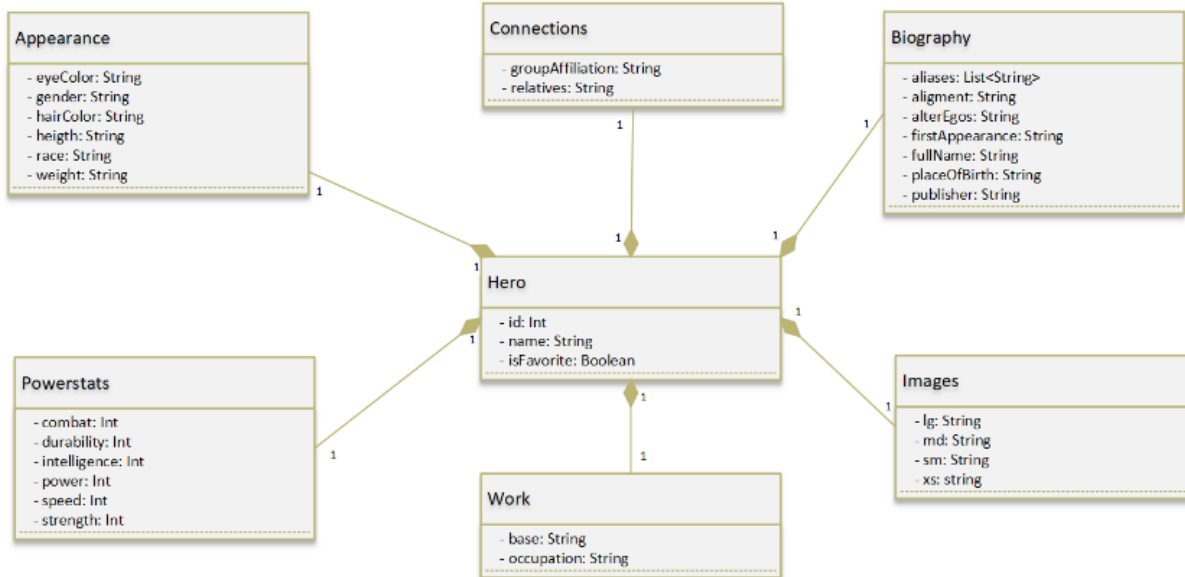 Appearance
- eyeColor: String
- gender: String
- hairColor: String
- heigth: String
- race: String
- weight: String
1
1
Connections
- groupAffiliation: String
- relatives: String
1
1
Biography
- aliases: List<String>
- aligment: String
- alterEgos: String
- firstAppearance: String
- fullName: String
- placeOfBirth: String
- publisher: String
1
1
Hero
- id: Int
- name: String
- isFavorite: Boolean
Powerstats
- combat: Int
- durability: Int
- intelligence: Int
- power: Int
- speed: Int
- strength: Int
1
1
Work
- base: String
- occupation: String
1
1
Images
- lg: String
- md: String
- sm: String
- xs: string
1
1